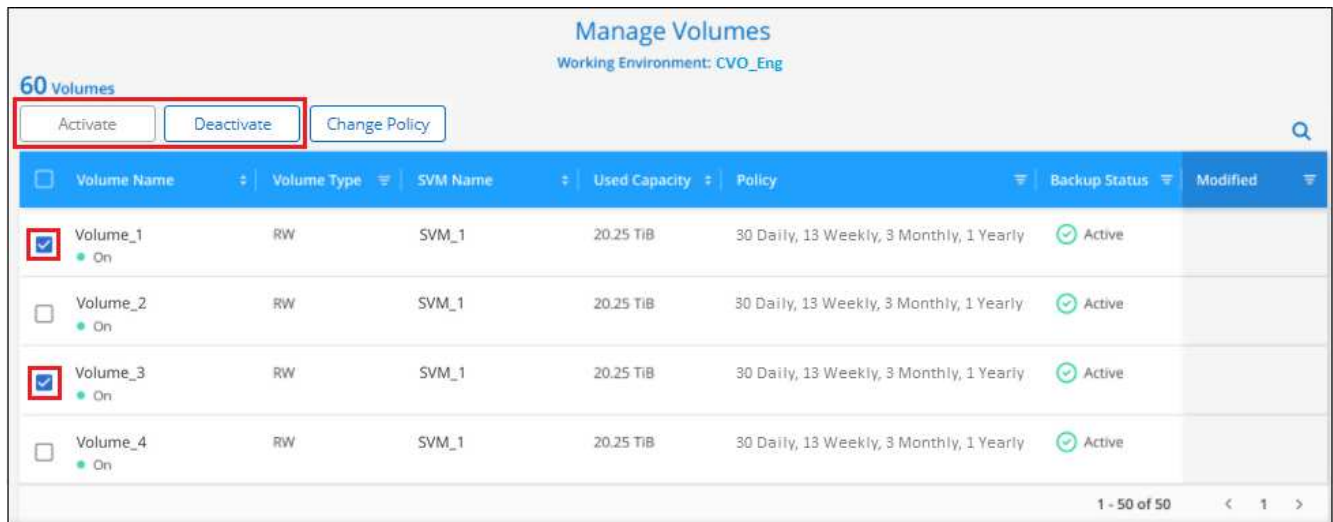 Manage Volumes
Working Environment: CVO_Eng
60 Volumes
Activate Deactivate Change Policy
Volume Name Volume Type SVM Name Used Capacity Policy Backup Status Modified
Volume_1 RW SVM_1 20.25 TiB 30 Daily, 13 Weekly, 3 Monthly, 1 Yearly Active
On
Volume_2 RW SVM_1 20.25 TiB 30 Daily, 13 Weekly, 3 Monthly, 1 Yearly Active
On
Volume_3 RW SVM_1 20.25 TiB 30 Daily, 13 Weekly, 3 Monthly, 1 Yearly Active
On
Volume_4 RW SVM_1 20.25 TiB 30 Daily, 13 Weekly, 3 Monthly, 1 Yearly Active
On
1 - 50 of 50 < 1 >